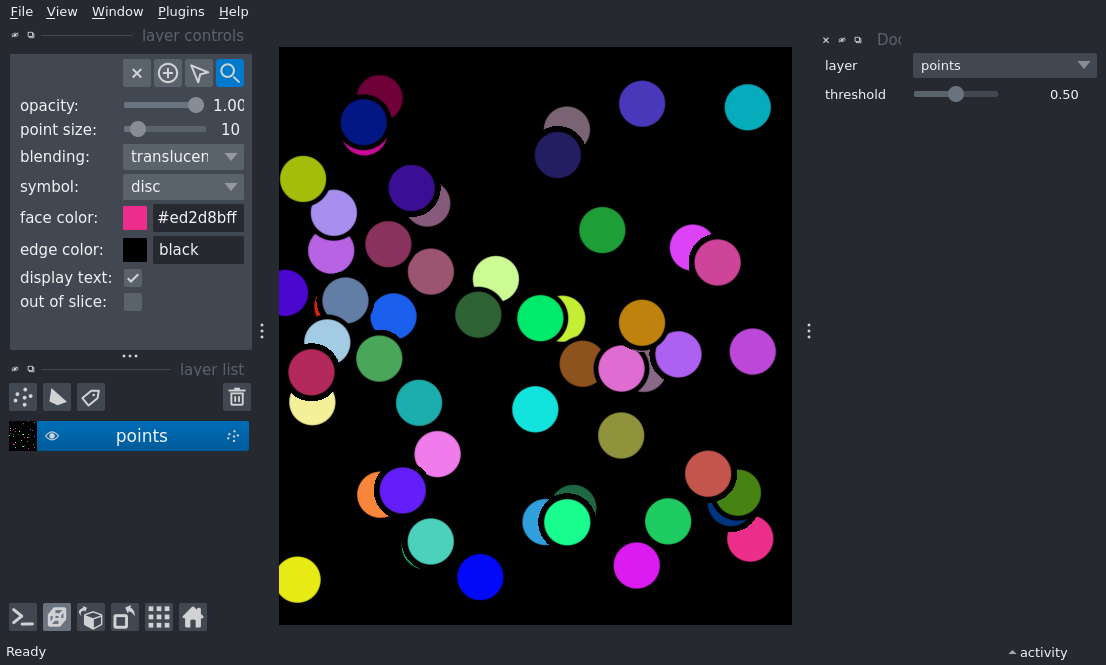 File View Window Plugins Help
layer controls
opacity: 1.00
point size: 10
blending: translucen
symbol: disc
face color: #ed2d8bff
edge color: black
display text:
out of slice:
layer list
points
Ready
Doc
layer points
threshold 0.50
activity